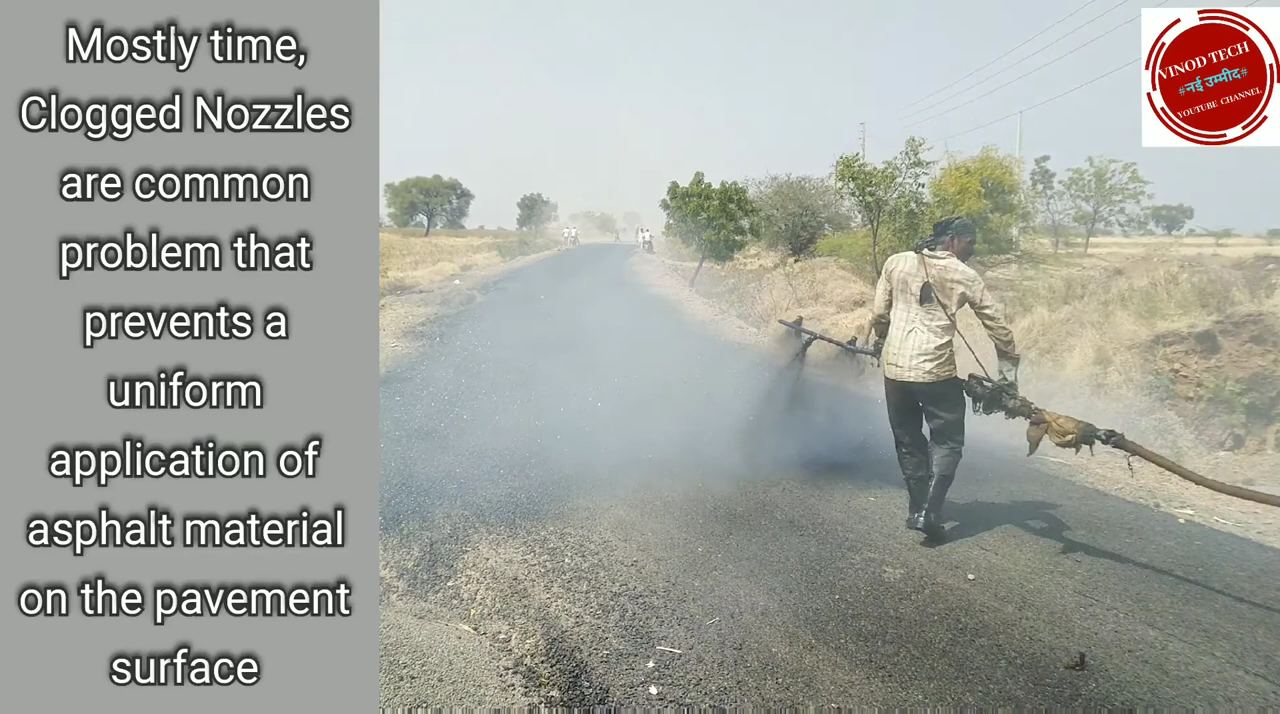 Mostly time,
Clogged Nozzles
are common
problem that
prevents a
uniform
application of
asphalt material
on the pavement
surface
VINOD TECH
#नई उम्मीद#
YOUTUBE CHANNEL